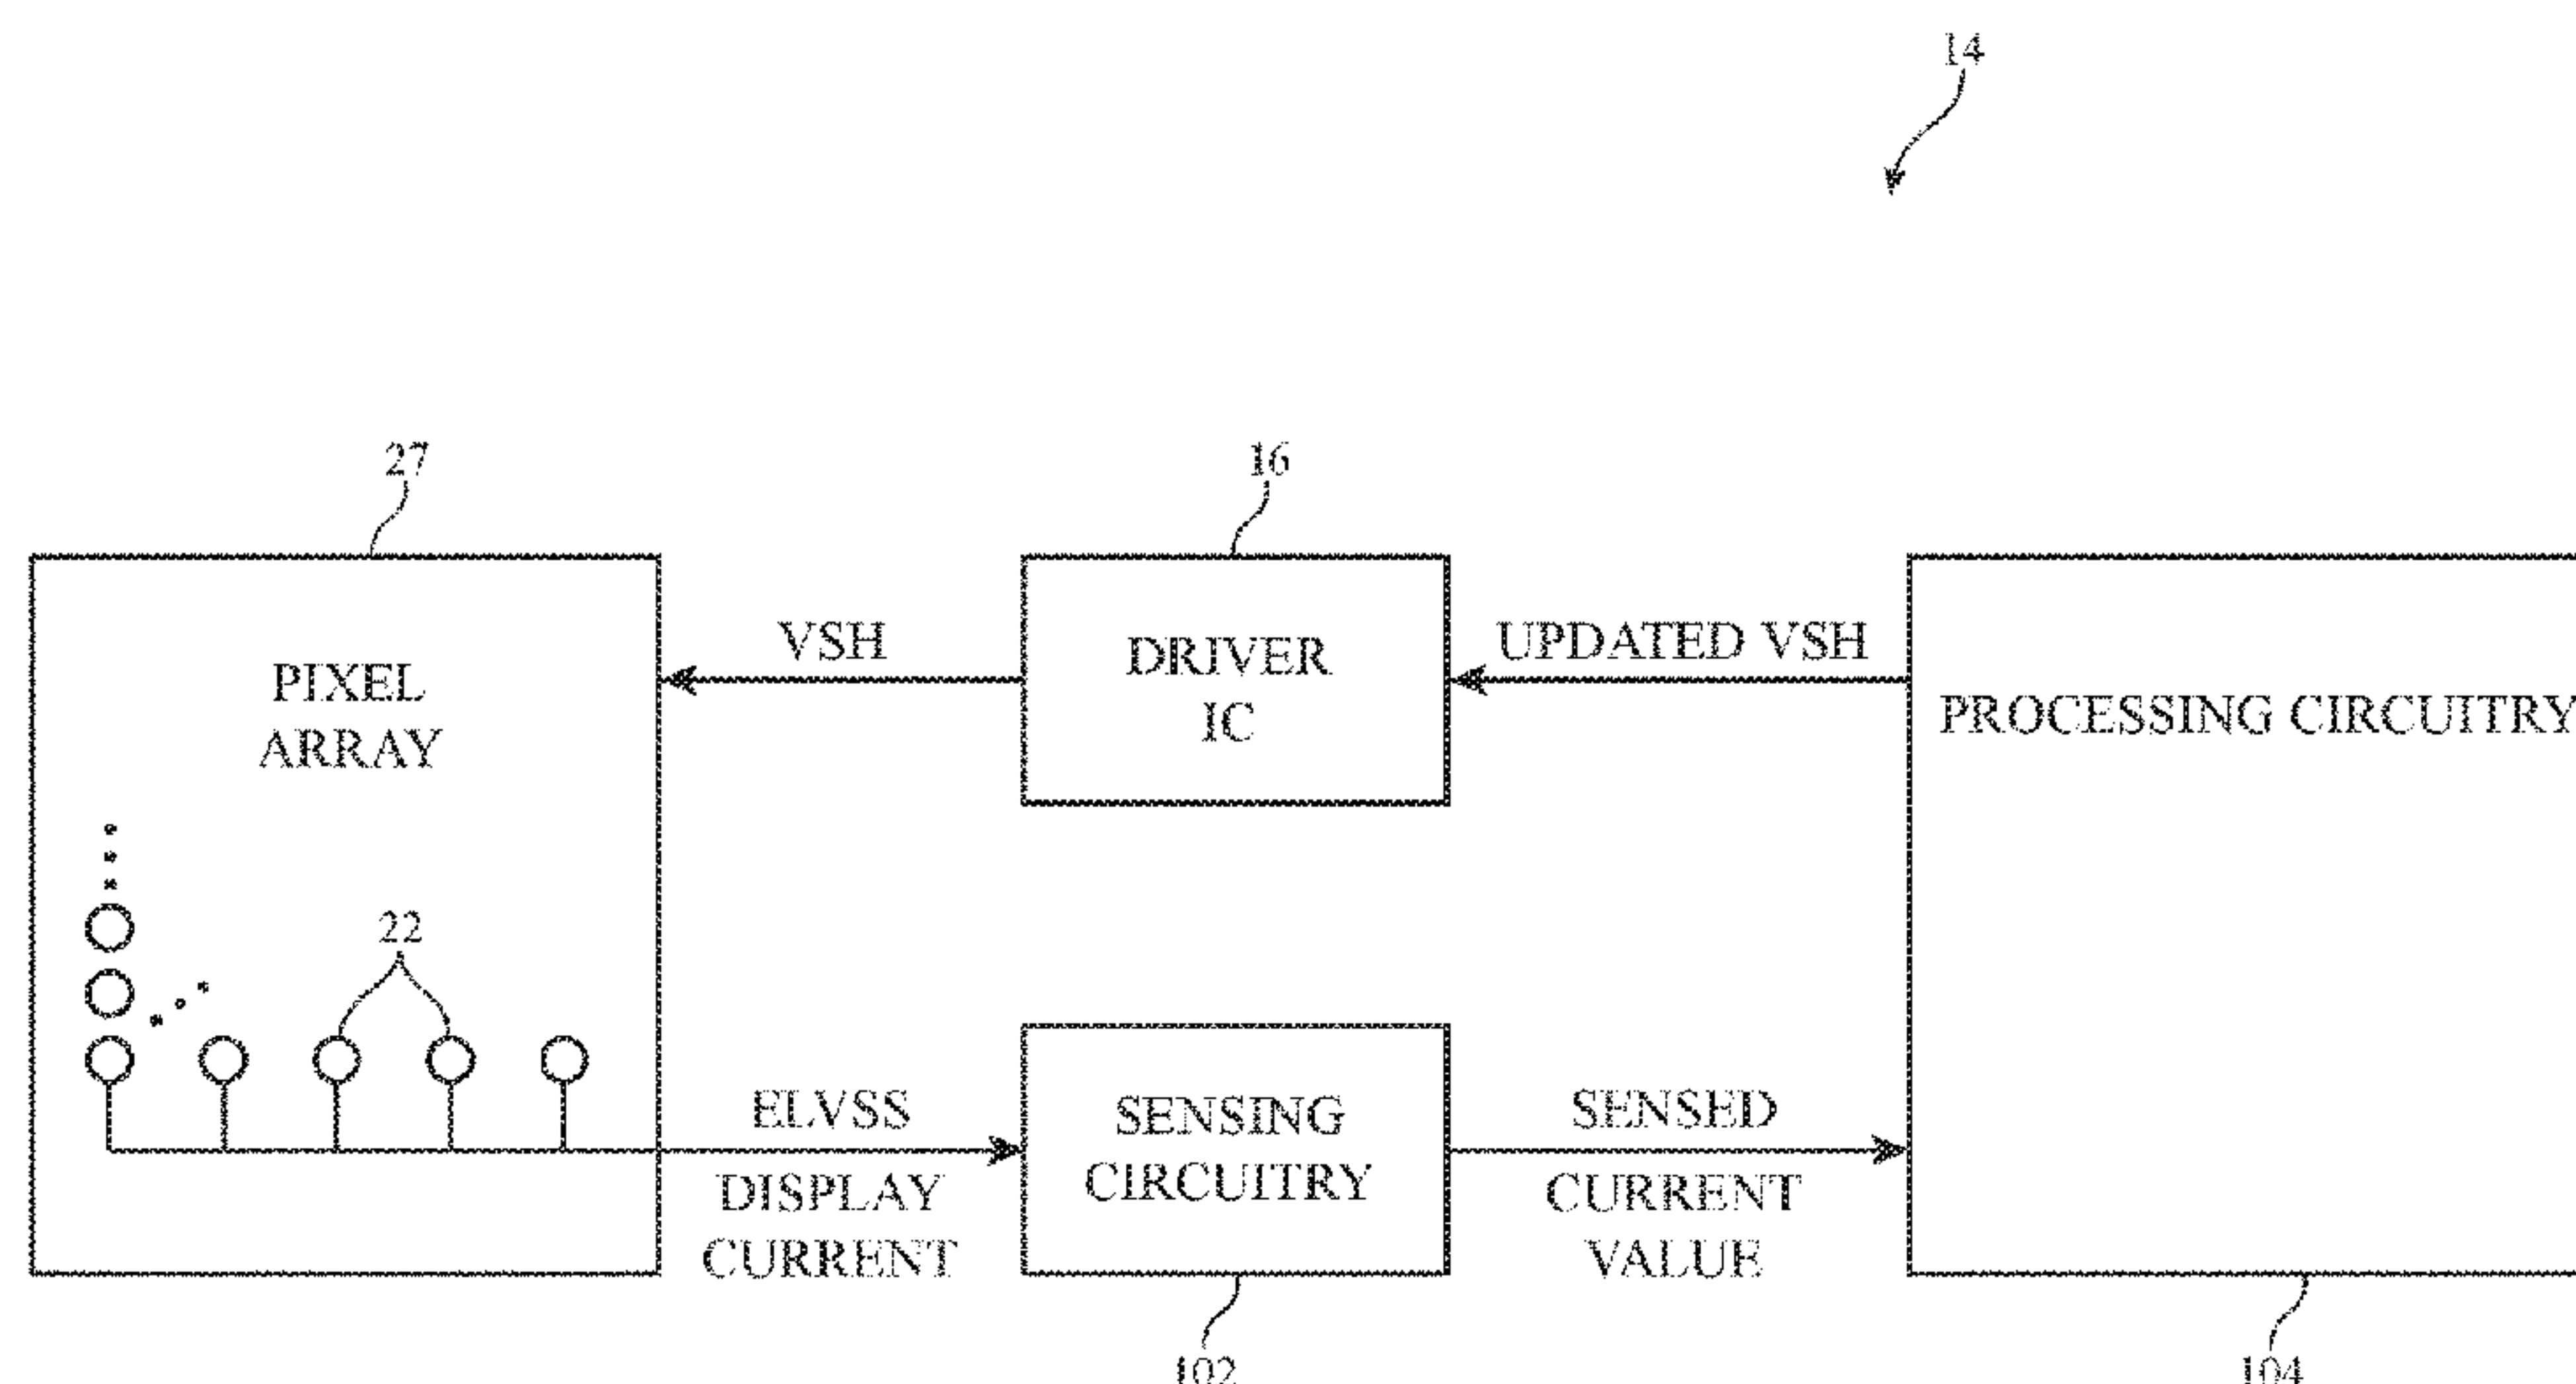 14
27
16
PIXEL
ARRAY
VSH
DRIVER
IC
UPDATED VSH
PROCESSING CIRCUITRY
22
ELVSS
DISPLAY
CURRENT
SENSING
CIRCUITRY
SENSED
CURRENT
VALUE
102
104